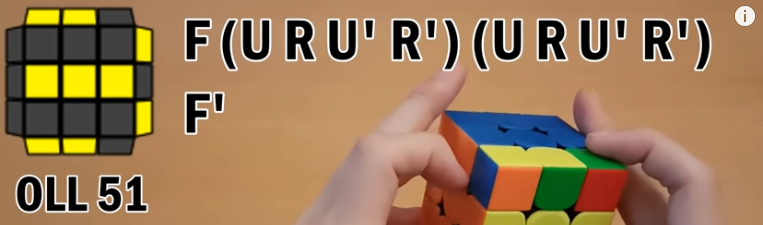 F (U R U' R') (U R U' R')
F'
OLL 51
i